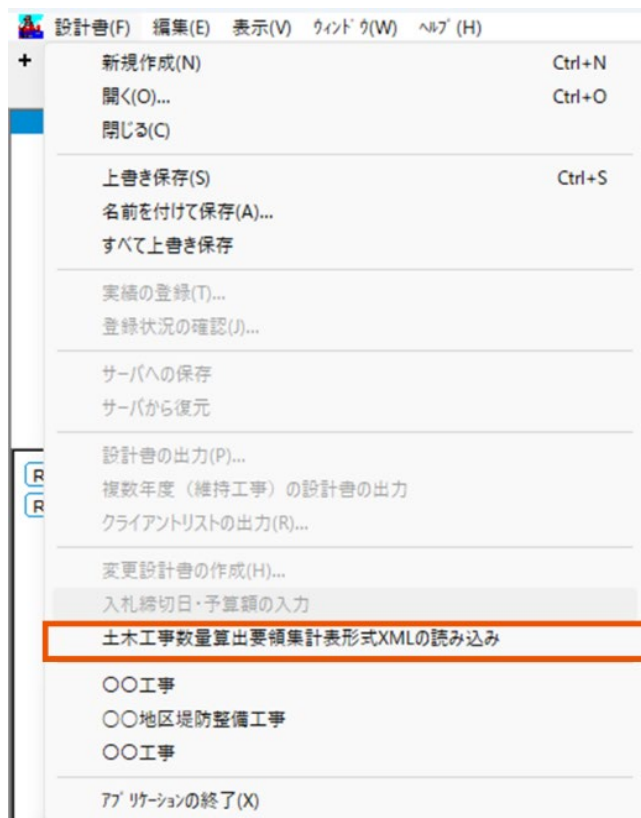 設計書(F) 編集(E) 表示(V) ウィンドウ(W) ヘルプ(H)
+
新規作成(N) Ctrl+N
開く(O)... Ctrl+O
閉じる(C)
上書き保存(S) Ctrl+S
名前を付けて保存(A)...
すべて上書き保存
実績の登録(T)...
登録状況の確認(J)...
サーバへの保存
サーバから復元
設計書の出力(P)...
R
複数年度（維持工事）の設計書の出力
R
クライアントリストの出力(R)...
変更設計書の作成(H)...
入札締切日・予算額の入力
土木工事数量算出要領集計表形式XMLの読み込み
〇〇工事
〇〇地区堤防整備工事
〇〇工事
アプリケーションの終了(X)